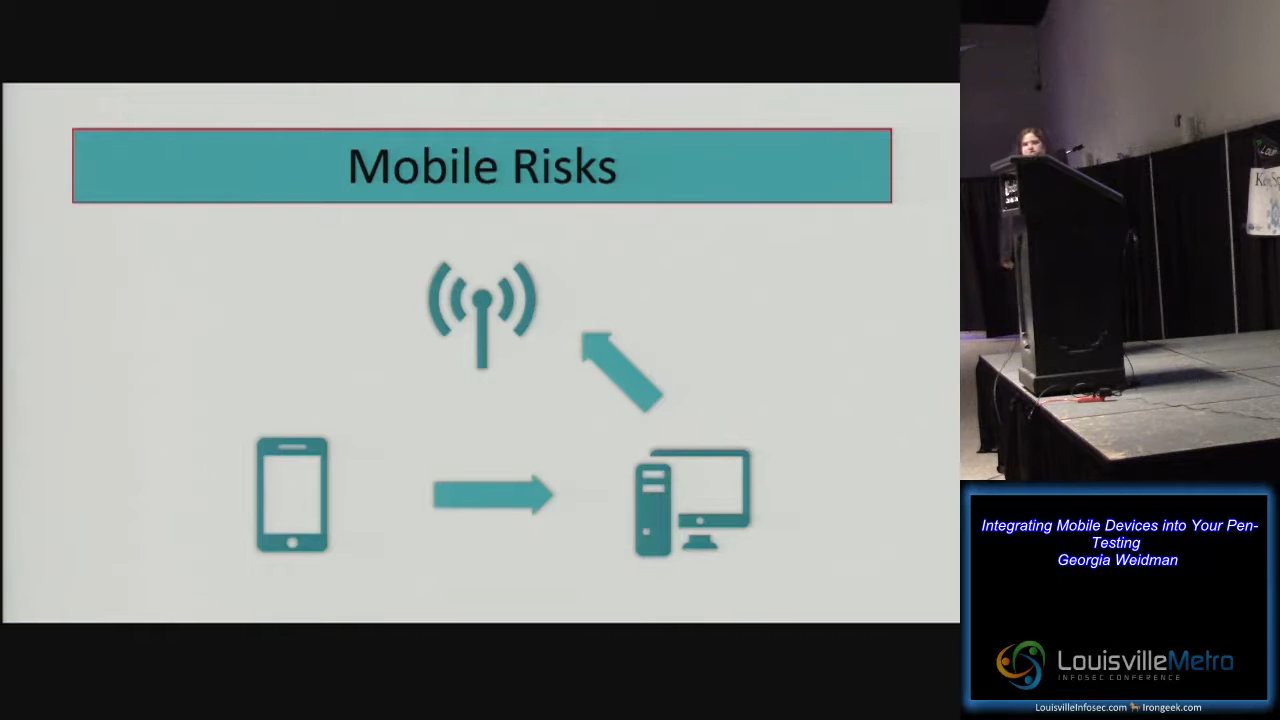 Mobile Risks
Integrating Mobile Devices into Your Pen-
Testing
Georgia Weidman
LouisvilleMetro
INFOSEC CONFERENCE
LouisvilleInfosec.com Irongeek.com